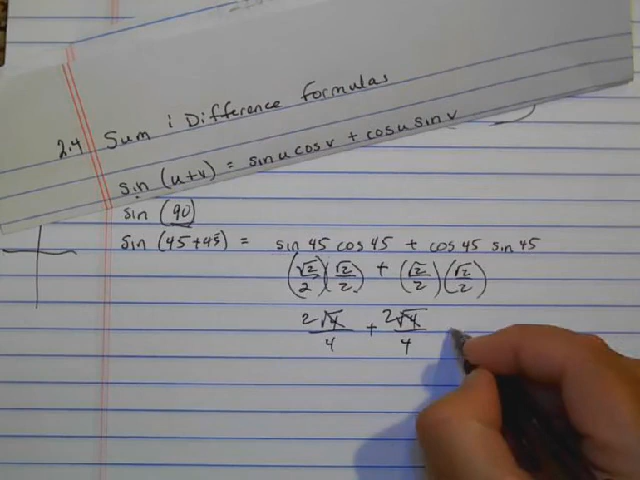 2.4 Sum & Difference Formulas
sin (u+v) = sin u cos v + cos u sin v
sin (90)
sin (45+45) = sin 45 cos 45 + cos 45 sin 45
(√2/2)(√2/2) + (√2/2)(√2/2)
2√4/4 + 2√4/4